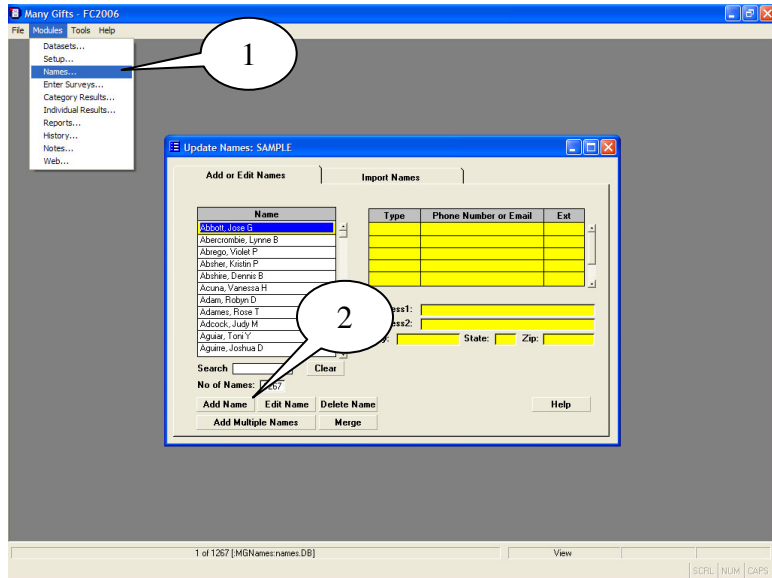 Many Gifts - FC2006
File Modules Tools Help
Datasets...
Setup...
Names...
Enter Surveys...
Category Results...
Individual Results...
Reports...
History...
Notes...
Web...
1
Update Names: SAMPLE
Add or Edit Names Import Names
Name
Abbott, Jose G
Abercrombie, Lynne B
Abrego, Violet P
Absher, Kristin P
Abshire, Dennis B
Acuna, Vanessa H
Adam, Robyn D
Adames, Rose T
Adcock, Judy M
Aguiar, Toni Y
Aguirre, Joshua D
Type Phone Number or Email Ext
2
State: Zip:
Search Clear
No of Names: 1267
Add Name Edit Name Delete Name Help
Add Multiple Names Merge
1 of 1267 [:MGNames:names.DB] View
SCRL NUM CAPS